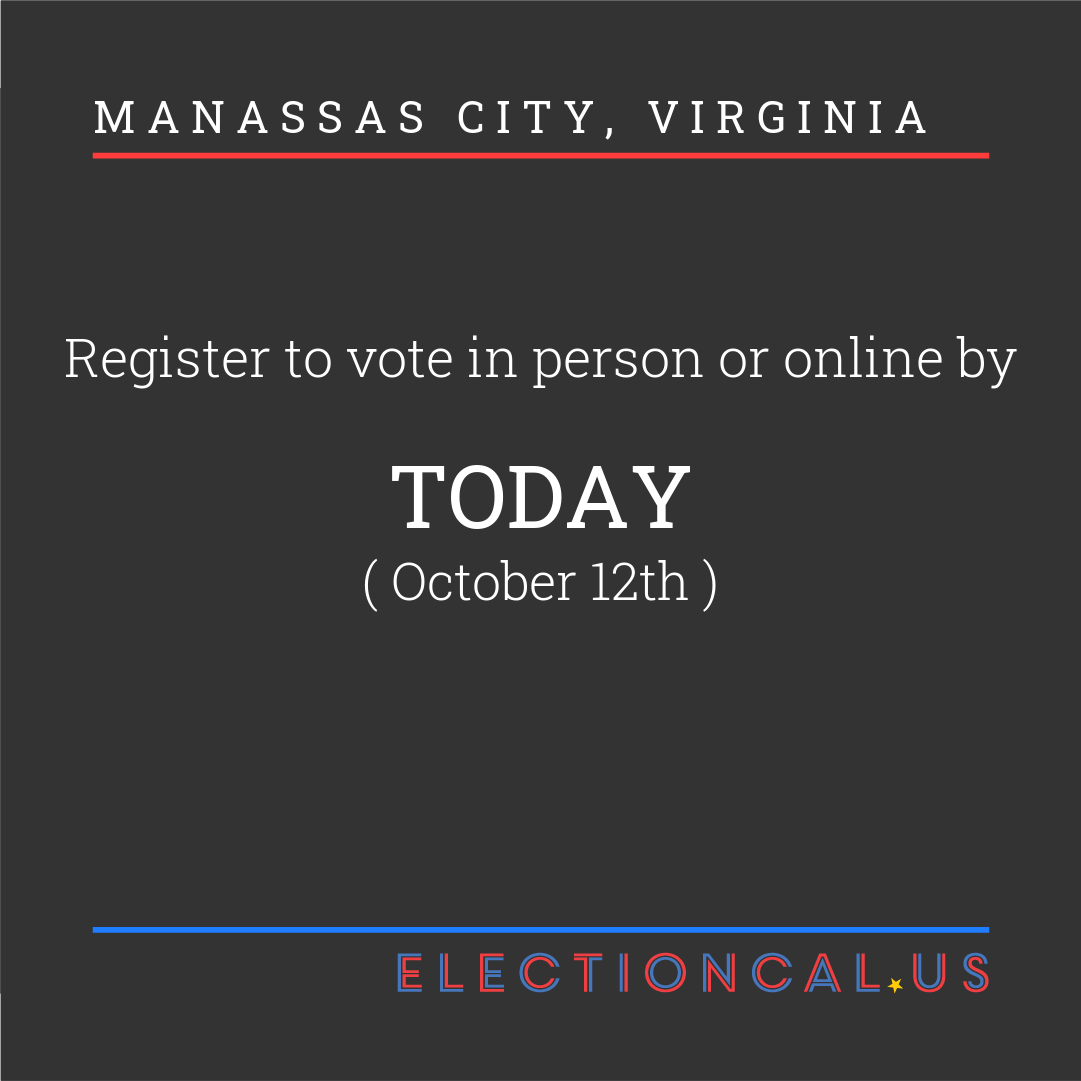 MANASSAS CITY, VIRGINIA
Register to vote in person or online by
TODAY
( October 12th )
ELECTIONCAL.US